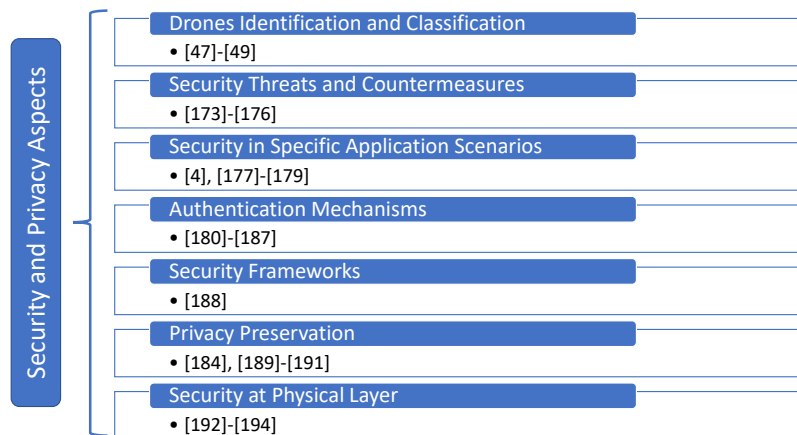 Security and Privacy Aspects
Drones Identification and Classification
• [47]-[49]
Security Threats and Countermeasures
• [173]-[176]
Security in Specific Application Scenarios
• [4], [177]-[179]
Authentication Mechanisms
• [180]-[187]
Security Frameworks
• [188]
Privacy Preservation
• [184], [189]-[191]
Security at Physical Layer
• [192]-[194]